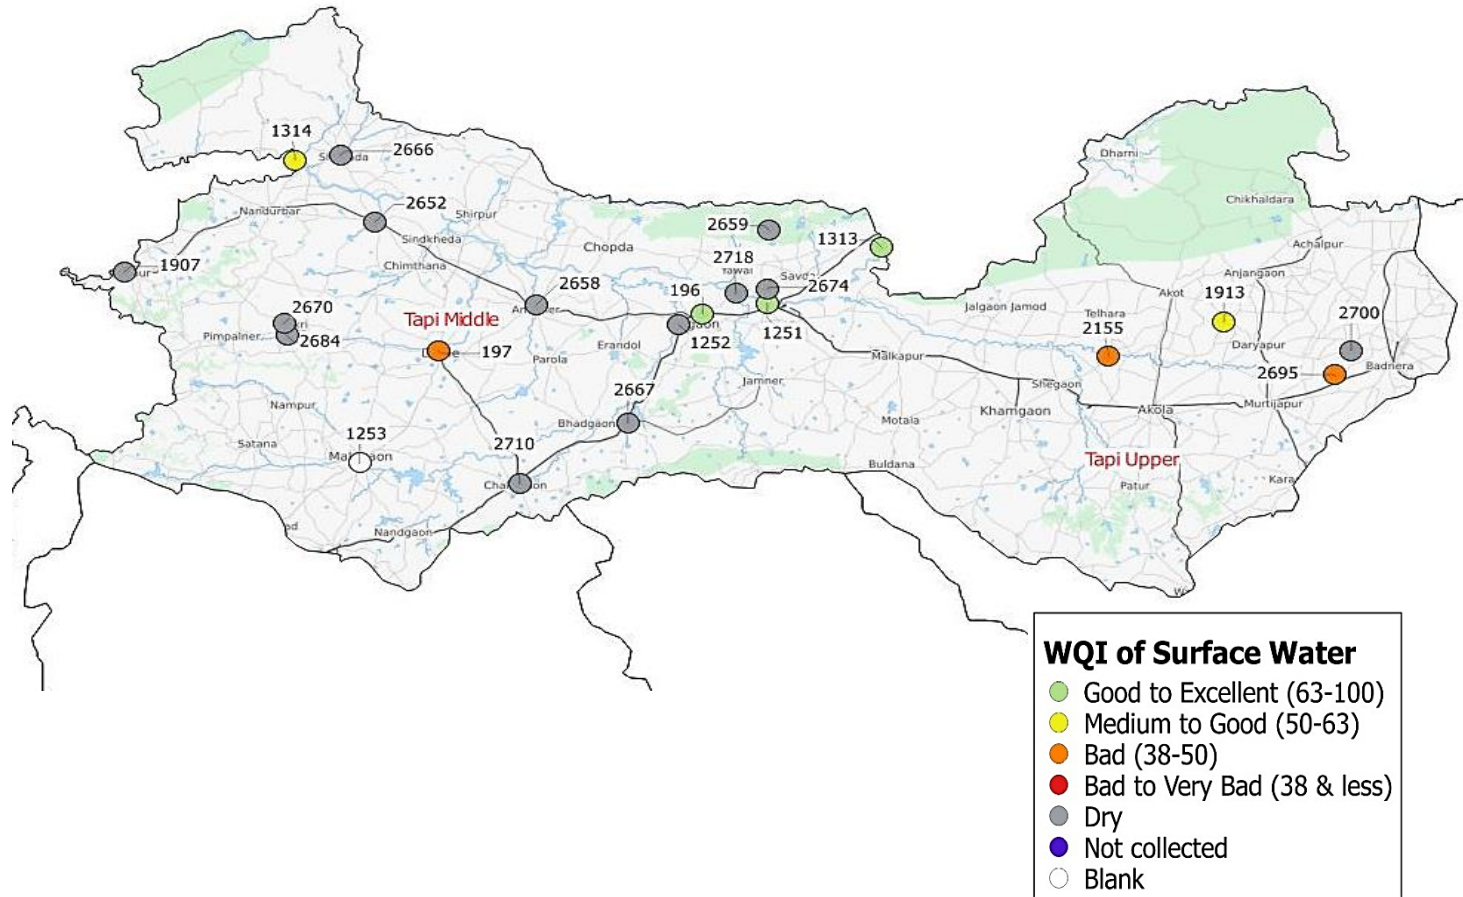 1314
2666
Dharni
2652
Nandurbar
Shirpur
Chikhaldara
2659
1313
Sindkheda
Chopda
Achalpur
1907
2718
Chimthana
2658
2674
Anjangaon
196
Akot
1913
2670
Jalgaon Jamod
Telhara
2700
Tapi Middle
Pimpalner
2684
1252
1251
2155
197
Parola
Erandol
Malkapur
Daryapur
2695
Badnera
2667
Jamner
Shegaon
Nampur
Khamgaon
Akola
Murtijapur
Satana
1253
2710
Bhadgaon
Motala
Buldana
Tapi Upper
Patur
Kara
Nandgaon
WQI of Surface Water
Good to Excellent (63-100)
Medium to Good (50-63)
Bad (38-50)
Bad to Very Bad (38 & less)
Dry
Not collected
Blank